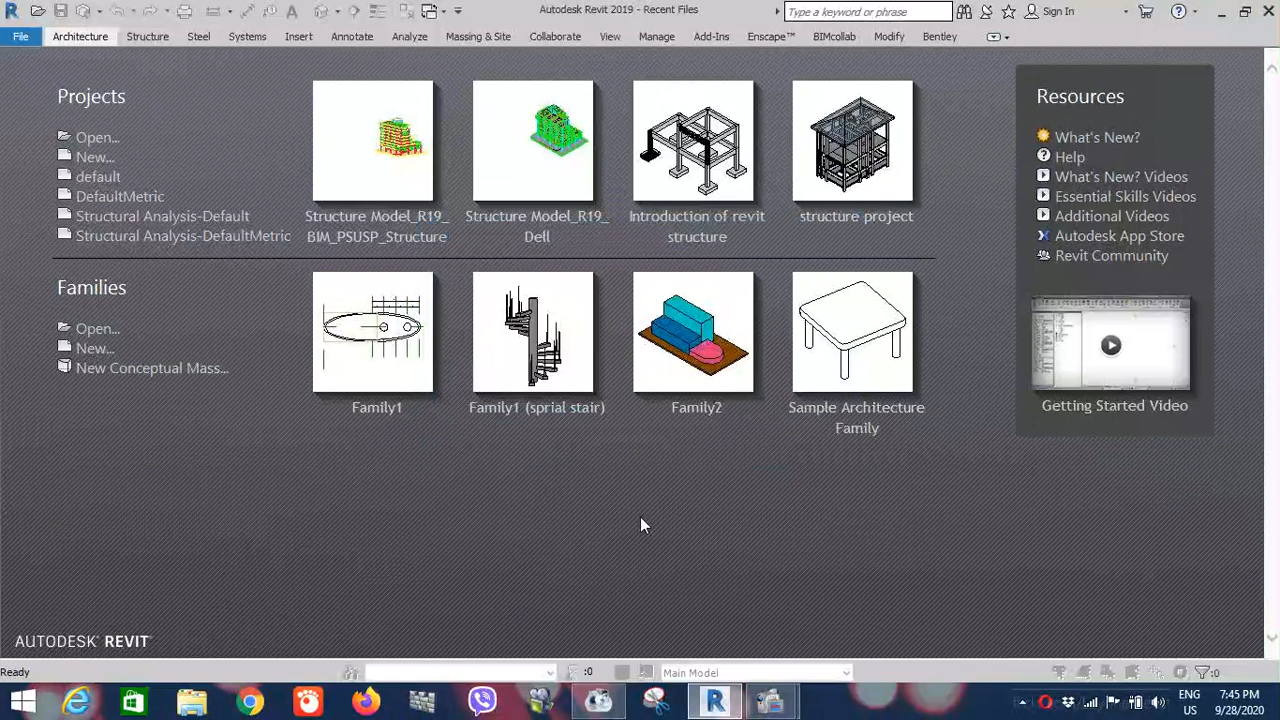 Autodesk Revit 2019 - Recent Files
Type a keyword or phrase
Sign In
File Architecture Structure Steel Systems Insert Annotate Analyze Massing & Site Collaborate View Manage Add-Ins Enscape™ BIMcollab Modify Bentley
Projects
Open...
New...
default
DefaultMetric
Structural Analysis-Default
Structural Analysis-DefaultMetric
Structure Model_R19_
BIM_PSUSP_Structure
Structure Model_R19_
Dell
Introduction of revit
structure
structure project
Families
Open...
New...
New Conceptual Mass...
Family1
Family1 (sprial stair)
Family2
Sample Architecture
Family
Resources
What's New?
Help
What's New? Videos
Essential Skills Videos
Additional Videos
Autodesk App Store
Revit Community
Getting Started Video
AUTODESK® REVIT®
Ready
:0
Main Model
:0
ENG
US
7:45 PM
9/28/2020